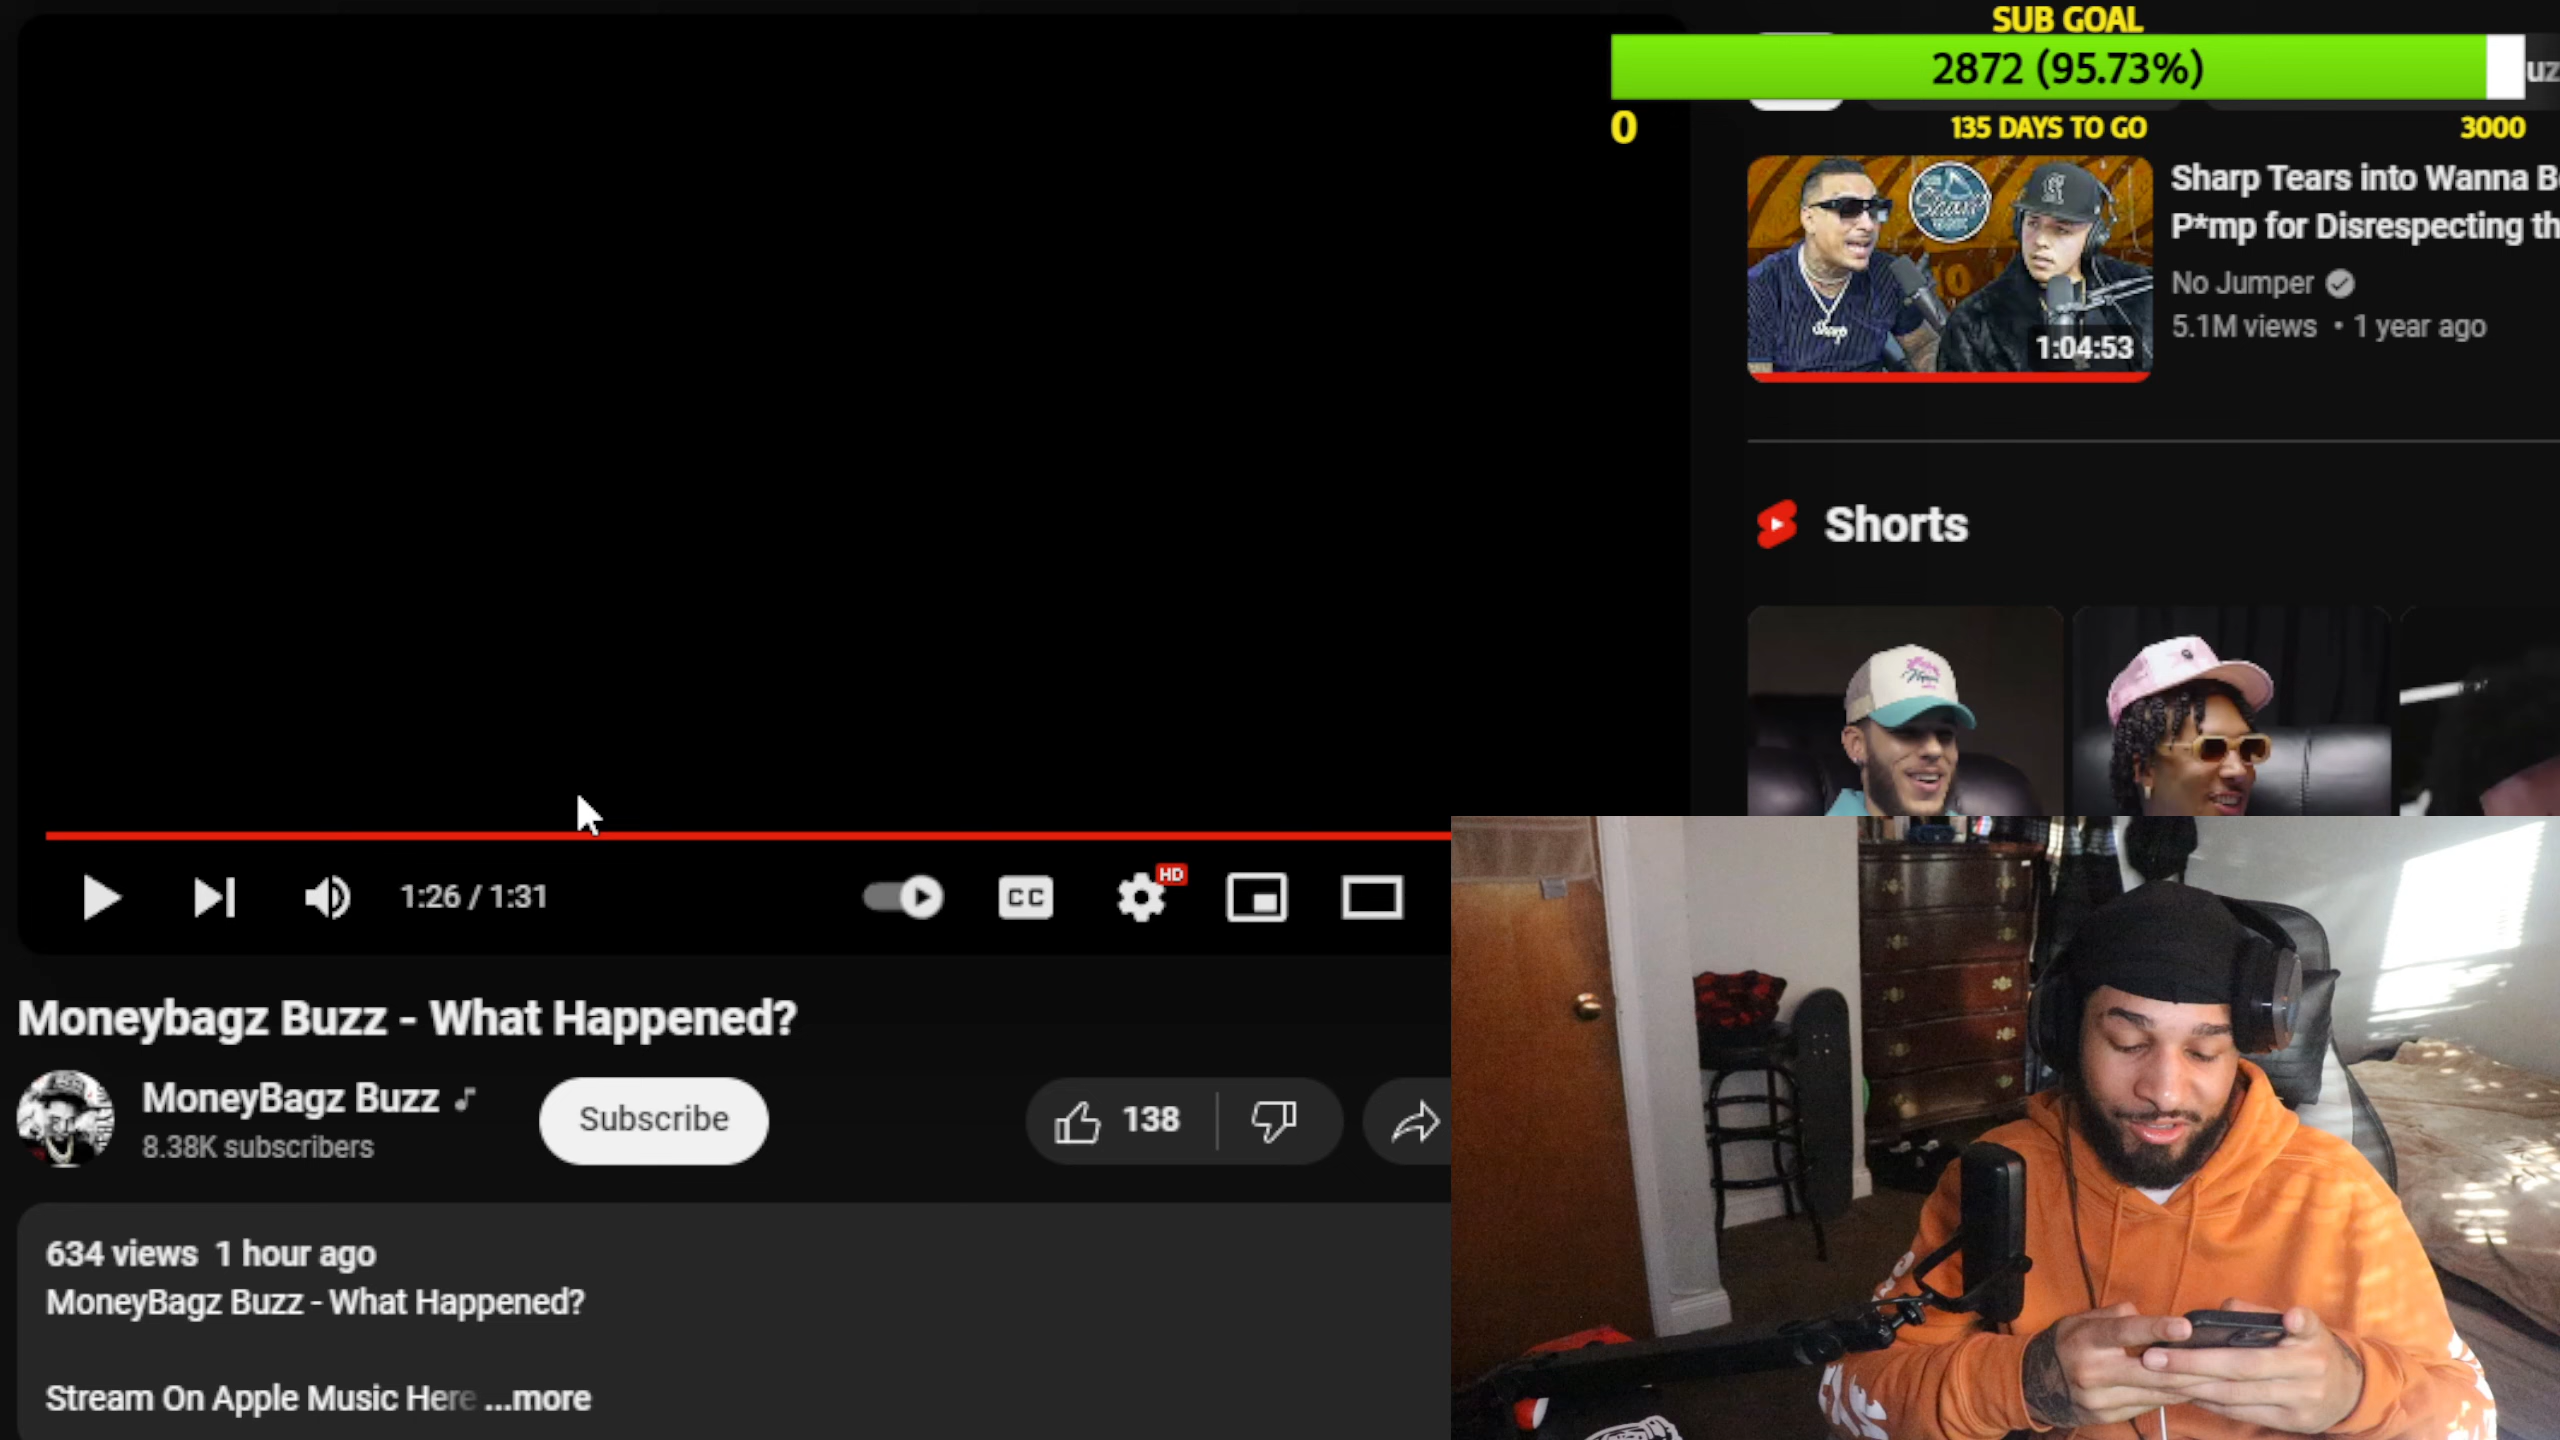 SUB GOAL
2872 (95.73%)
0
135 DAYS TO GO
3000
Sharp Tears into Wanna B
P*mp for Disrespecting th
No Jumper
5.1M views • 1 year ago
Sharp
1:04:53
Shorts
1:26 / 1:31
CC
HD
Moneybagz Buzz - What Happened?
MoneyBagz Buzz
8.38K subscribers
Subscribe
138
634 views 1 hour ago
MoneyBagz Buzz - What Happened?
Stream On Apple Music Here ...more